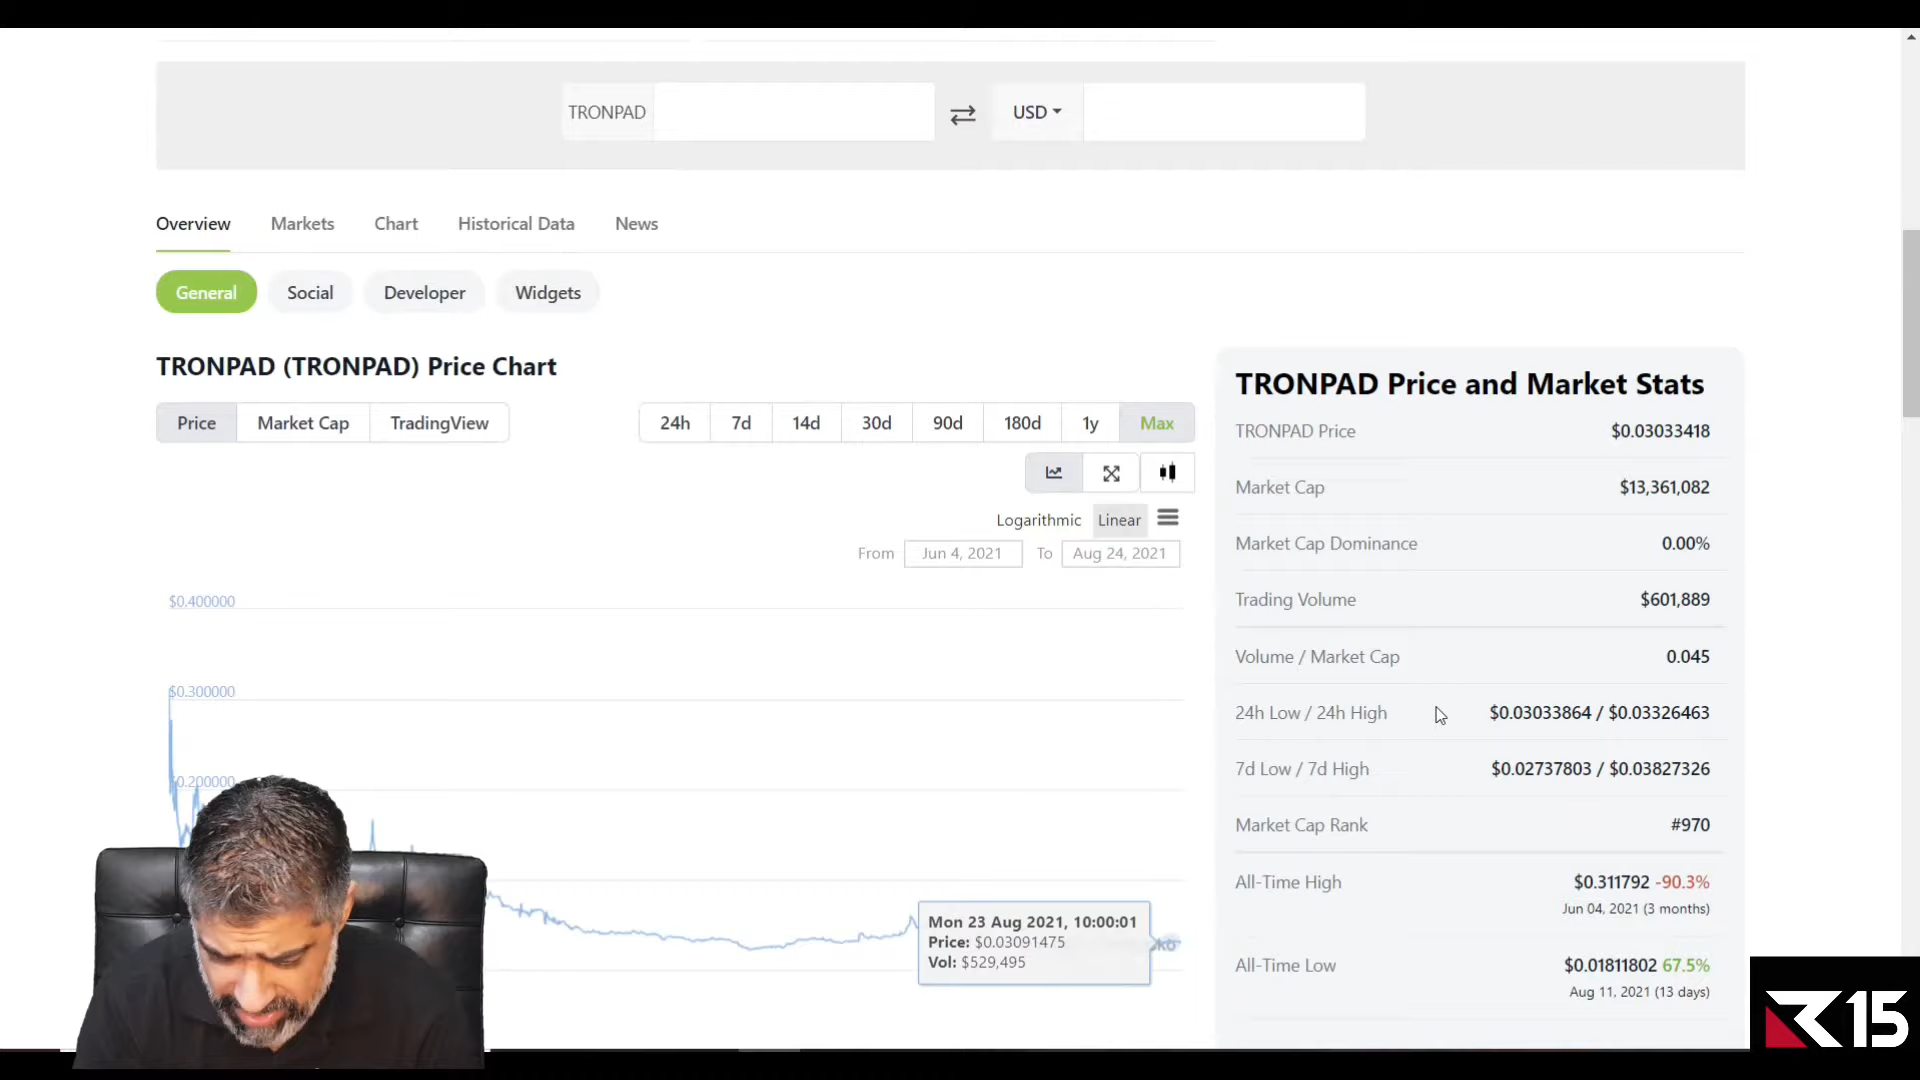 TRONPAD
USD
Overview Markets Chart Historical Data News
General Social Developer Widgets
TRONPAD (TRONPAD) Price Chart
Price Market Cap TradingView
24h 7d 14d 30d 90d 180d 1y Max
Logarithmic Linear
From Jun 4, 2021 To Aug 24, 2021
$0.400000
$0.300000
$0.200000
Mon 23 Aug 2021, 10:00:01
Price: $0.03091475
Vol: $529,495
TRONPAD Price and Market Stats
TRONPAD Price $0.03033418
Market Cap $13,361,082
Market Cap Dominance 0.00%
Trading Volume $601,889
Volume / Market Cap 0.045
24h Low / 24h High $0.03033864 / $0.03326463
7d Low / 7d High $0.02737803 / $0.03827326
Market Cap Rank #970
All-Time High $0.311792 -90.3%
Jun 04, 2021 (3 months)
All-Time Low $0.01811802 67.5%
Aug 11, 2021 (13 days)
R15